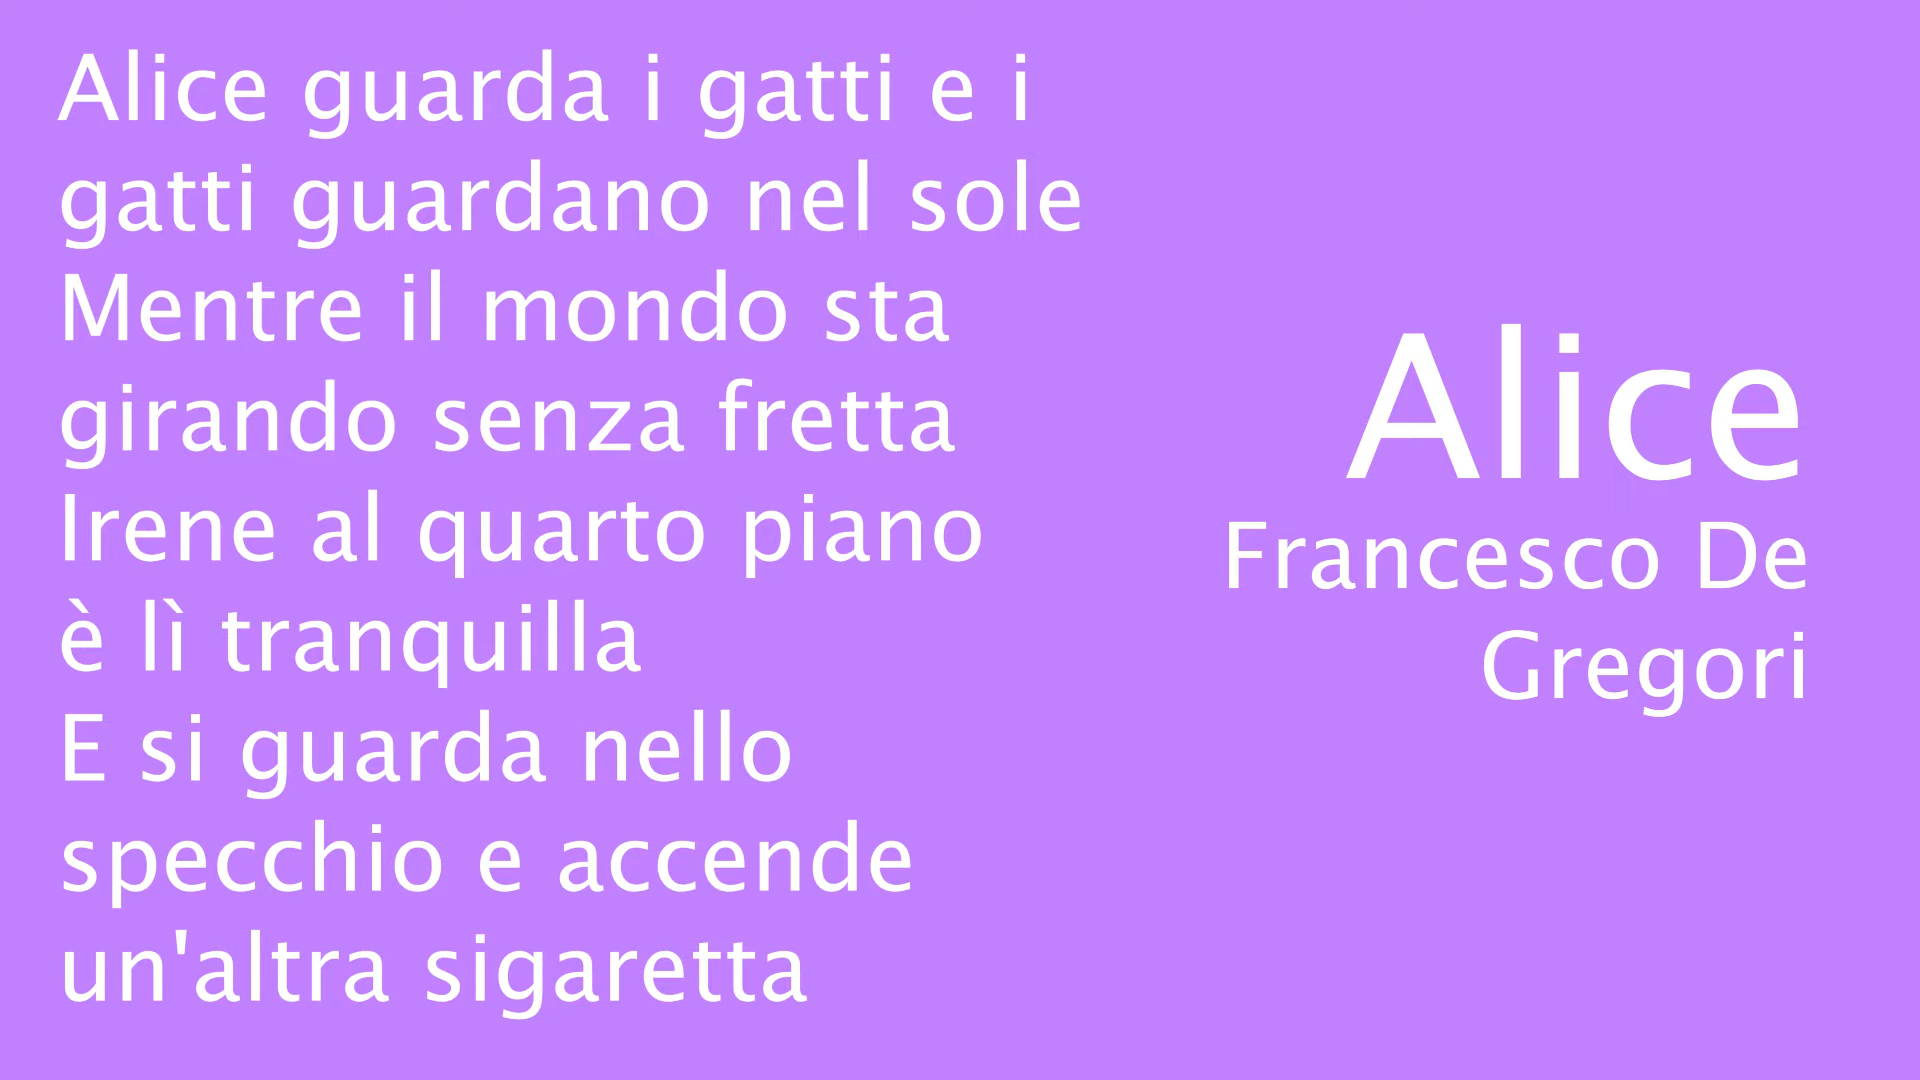 Alice guarda i gatti e i
gatti guardano nel sole
Mentre il mondo sta
girando senza fretta
Irene al quarto piano
è lì tranquilla
E si guarda nello
specchio e accende
un'altra sigaretta
Alice
Francesco De
Gregori